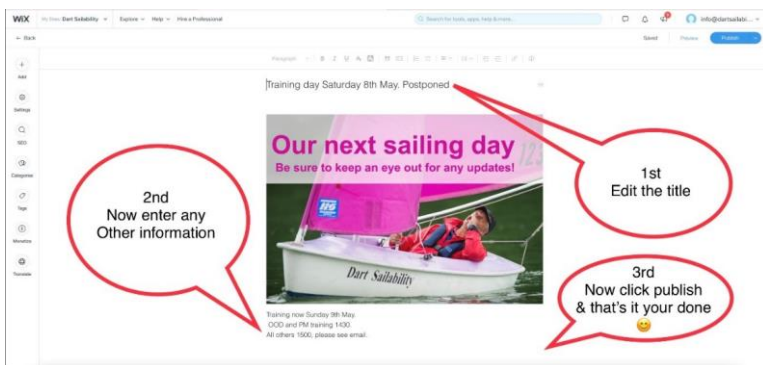 WiX
My Sites: Dart Sailability
Explore
Help
Hire a Professional
Search for tools, apps, help & more...
info@dartsailabi...
← Back
Saved
Preview
Publish
Paragraph
B I U A
Add
Settings
SEO
Categories
Tags
Monetize
Translate
Training day Saturday 8th May. Postponed
Our next sailing day
Be sure to keep an eye out for any updates!
123
Dart Sailability
Training now Sunday 9th May.
OOD and PM training 1430.
All others 1500, please see email.
1st
Edit the title
2nd
Now enter any
Other information
3rd
Now click publish
& that's it your done
😊